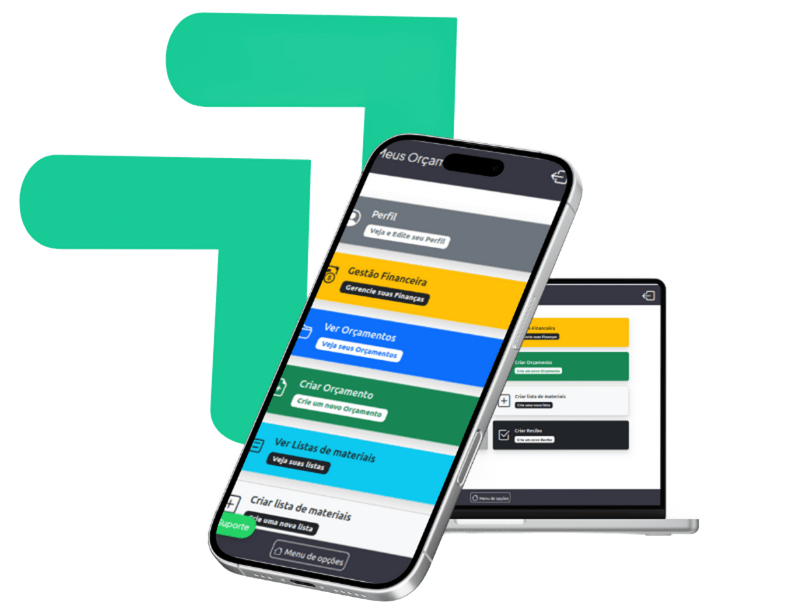 Meus Orçam
Perfil
Veja e Edite seu Perfil
Gestão Financeira
Gerencie suas Finanças
Ver Orçamentos
Veja seus Orçamentos
Criar Orçamento
Crie um novo Orçamento
Ver Listas de materiais
Veja suas listas
Criar lista de materiais
Crie uma nova lista
Suporte
Menu de opções
Financeira
suas Finanças
Criar Orçamento
Crie um novo Orçamento
Criar lista de materiais
Crie uma nova lista
Criar Recibo
Crie um novo Recibo
Menu de opções